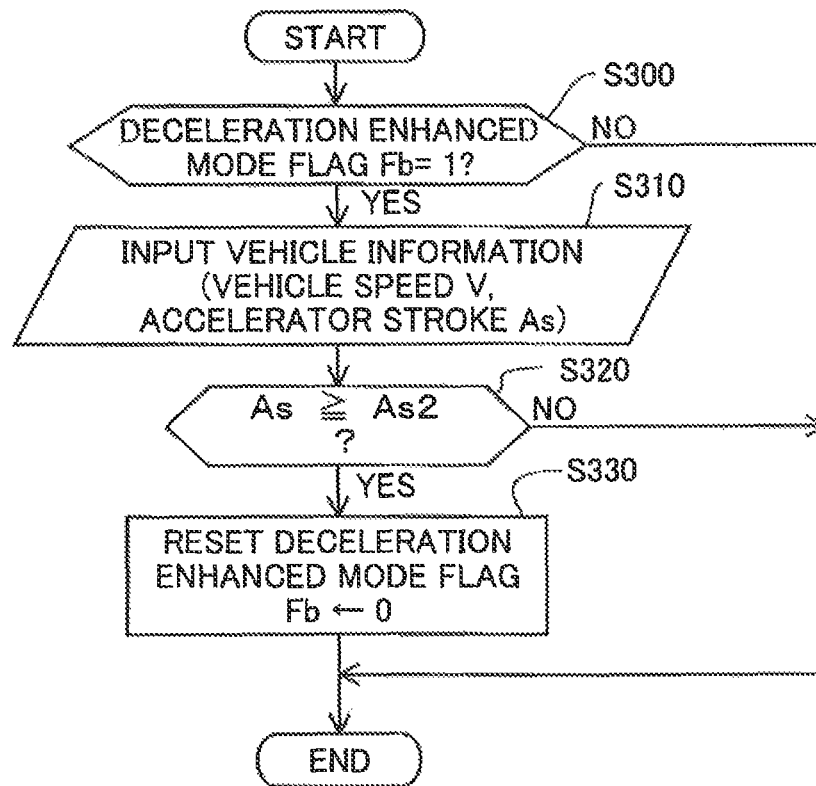 START
S300
DECELERATION ENHANCED
MODE FLAG Fb= 1?
NO
YES
S310
INPUT VEHICLE INFORMATION
(VEHICLE SPEED V,
ACCELERATOR STROKE As)
S320
As ≧ As2
?
NO
YES
S330
RESET DECELERATION
ENHANCED MODE FLAG
Fb ← 0
END